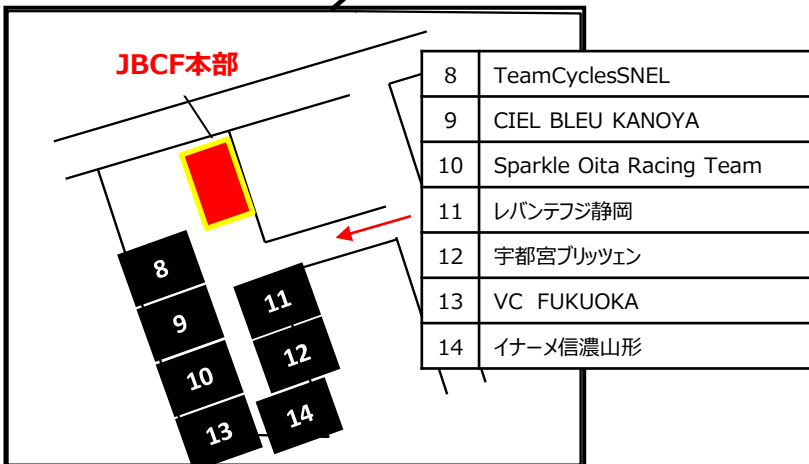 JBCF本部
8 TeamCyclesSNEL
9 CIEL BLEU KANOYA
10 Sparkle Oita Racing Team
11 レバンテフジ静岡
12 宇都宮ブリッツェン
13 VC FUKUOKA
14 イナーメ信濃山形
8
9
10
13
11
12
14